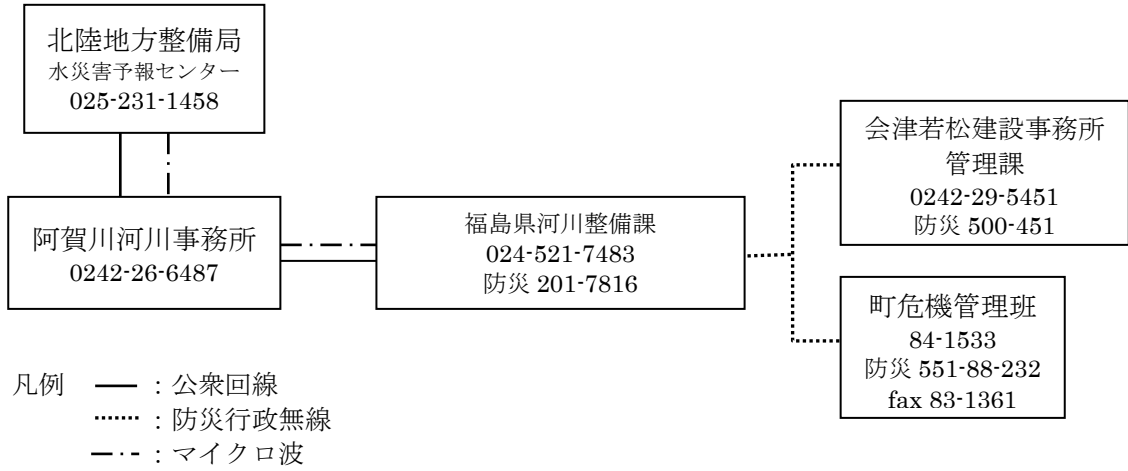 北陸地方整備局
水災害予報センター
025-231-1458
阿賀川河川事務所
0242-26-6487
福島県河川整備課
024-521-7483
防災 201-7816
会津若松建設事務所
管理課
0242-29-5451
防災 500-451
町危機管理班
84-1533
防災 551-88-232
fax 83-1361
凡例 :公衆回線
:防災行政無線
:マイクロ波